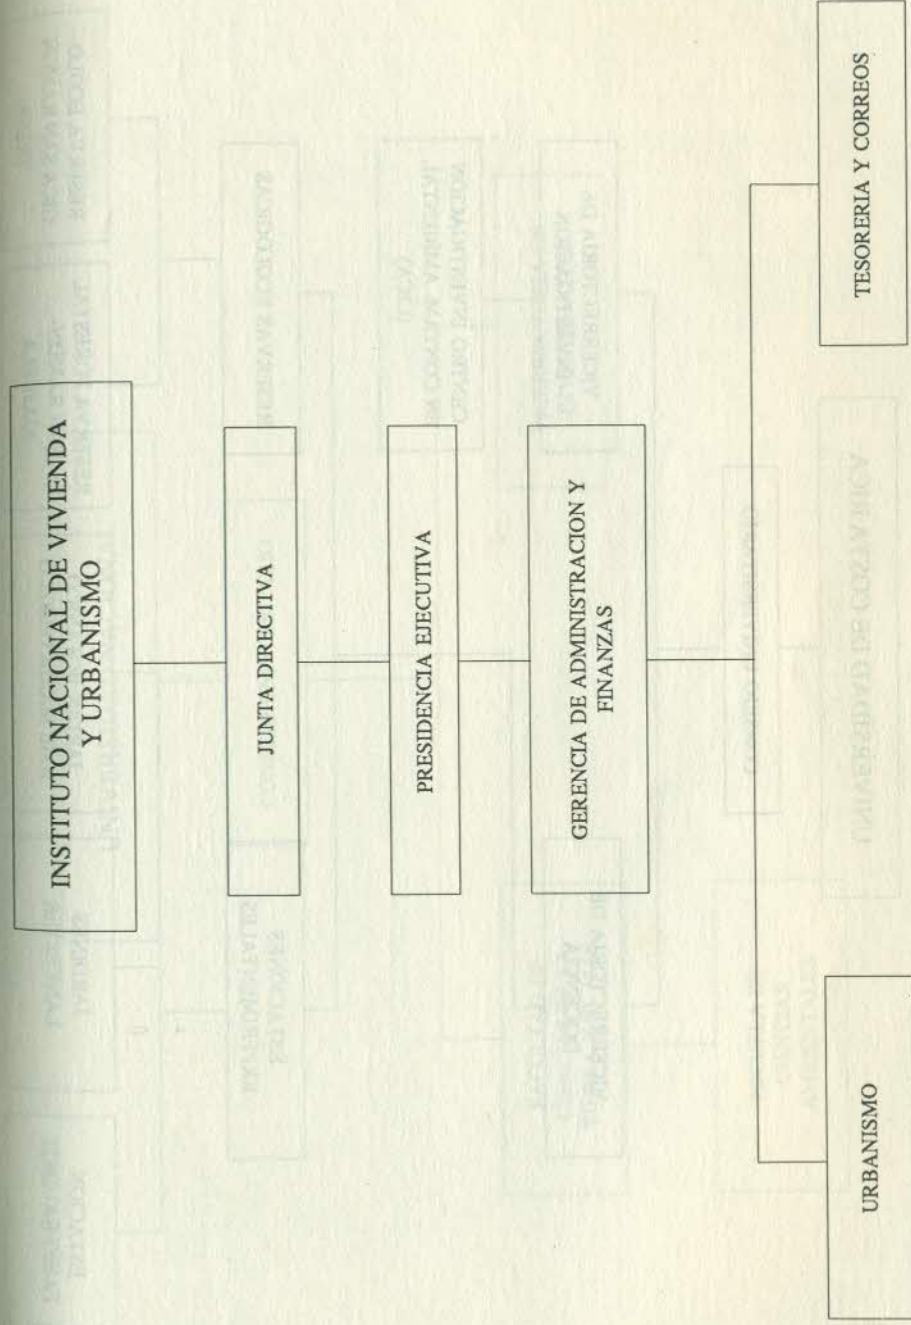 INSTITUTO NACIONAL DE VIVIENDA
Y URBANISMO
JUNTA DIRECTIVA
PRESIDENCIA EJECUTIVA
GERENCIA DE ADMINISTRACION Y
FINANZAS
URBANISMO
TESORERIA Y CORREOS